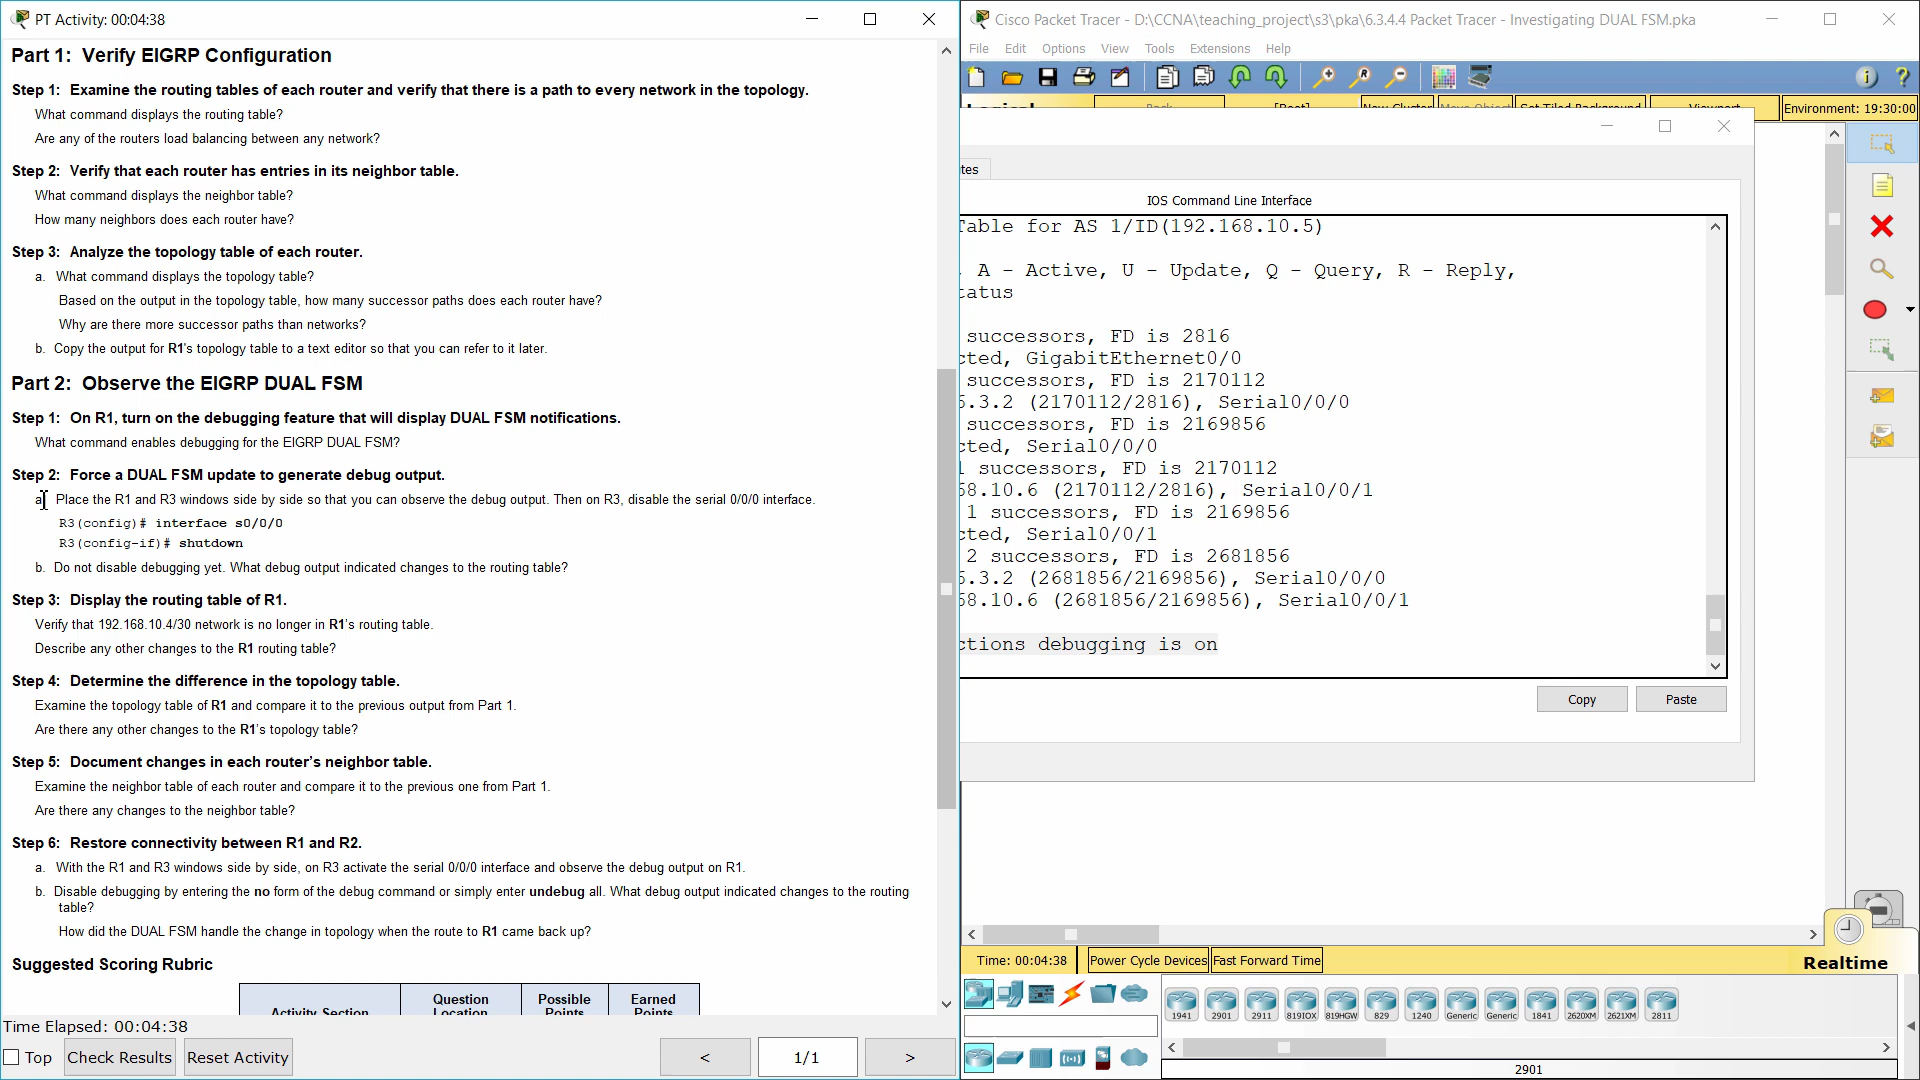 PT Activity: 00:04:38
Part 1: Verify EIGRP Configuration
Step 1: Examine the routing tables of each router and verify that there is a path to every network in the topology.
What command displays the routing table?
Are any of the routers load balancing between any network?
Step 2: Verify that each router has entries in its neighbor table.
What command displays the neighbor table?
How many neighbors does each router have?
Step 3: Analyze the topology table of each router.
a. What command displays the topology table?
Based on the output in the topology table, how many successor paths does each router have?
Why are there more successor paths than networks?
b. Copy the output for R1's topology table to a text editor so that you can refer to it later.
Part 2: Observe the EIGRP DUAL FSM
Step 1: On R1, turn on the debugging feature that will display DUAL FSM notifications.
What command enables debugging for the EIGRP DUAL FSM?
Step 2: Force a DUAL FSM update to generate debug output.
a. Place the R1 and R3 windows side by side so that you can observe the debug output. Then on R3, disable the serial 0/0/0 interface.
R3(config)# interface s0/0/0
R3(config-if)# shutdown
b. Do not disable debugging yet. What debug output indicated changes to the routing table?
Step 3: Display the routing table of R1.
Verify that 192.168.10.4/30 network is no longer in R1's routing table.
Describe any other changes to the R1 routing table?
Step 4: Determine the difference in the topology table.
Examine the topology table of R1 and compare it to the previous output from Part 1.
Are there any other changes to the R1's topology table?
Step 5: Document changes in each router's neighbor table.
Examine the neighbor table of each router and compare it to the previous one from Part 1.
Are there any changes to the neighbor table?
Step 6: Restore connectivity between R1 and R2.
a. With the R1 and R3 windows side by side, on R3 activate the serial 0/0/0 interface and observe the debug output on R1.
b. Disable debugging by entering the no form of the debug command or simply enter undebug all. What debug output indicated changes to the routing
table?
How did the DUAL FSM handle the change in topology when the route to R1 came back up?
Suggested Scoring Rubric
Activity Section
Question Location
Possible Points
Earned Points
Time Elapsed: 00:04:38
Top Check Results Reset Activity < 1/1 >
Cisco Packet Tracer - D:\CCNA\teaching_project\s3\pka\6.3.4.4 Packet Tracer - Investigating DUAL FSM.pka
File Edit Options View Tools Extensions Help
Logical Back [Root] New Cluster Move Object Set Tiled Background Viewport Environment: 19:30:00
tes
IOS Command Line Interface
Table for AS 1/ID(192.168.10.5)
, A - Active, U - Update, Q - Query, R - Reply,
tatus
successors, FD is 2816
cted, GigabitEthernet0/0
successors, FD is 2170112
6.3.2 (2170112/2816), Serial0/0/0
successors, FD is 2169856
cted, Serial0/0/0
1 successors, FD is 2170112
68.10.6 (2170112/2816), Serial0/0/1
1 successors, FD is 2169856
cted, Serial0/0/1
2 successors, FD is 2681856
6.3.2 (2681856/2169856), Serial0/0/0
68.10.6 (2681856/2169856), Serial0/0/1
ctions debugging is on
Copy Paste
Time: 00:04:38 Power Cycle Devices Fast Forward Time
Realtime
1941 2901 2911 819IOX 819HGW 829 1240 Generic Generic 1841 2620XM 2621XM 2811
2901